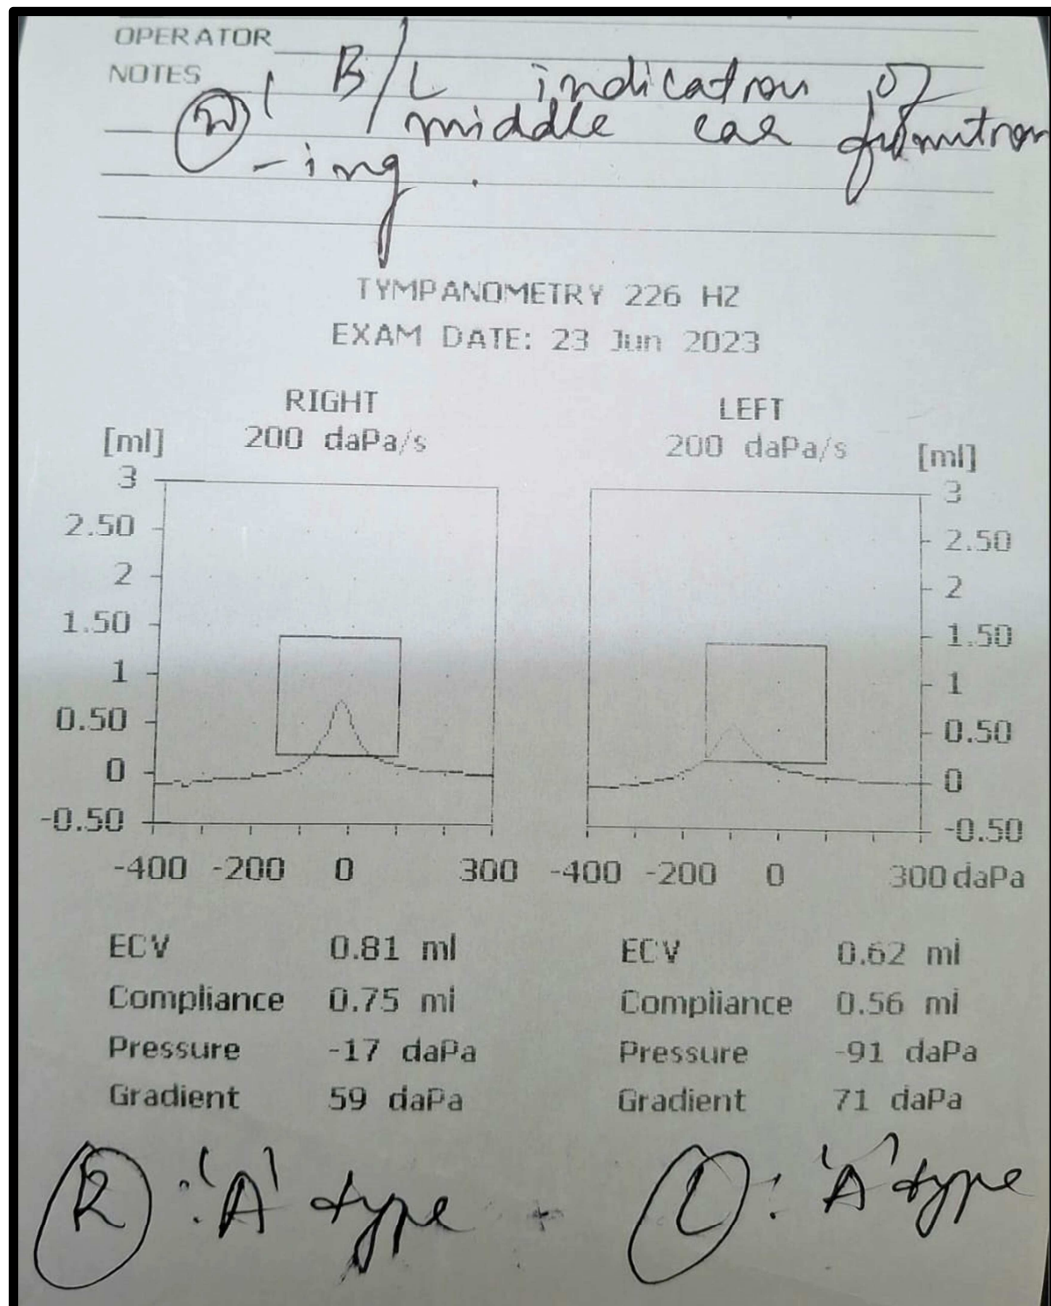 OPERATOR
NOTES
B/L indication of
N middle ear
-ing.
TYMPANOMETRY 226 HZ
EXAM DATE: 23 Jun 2023
RIGHT LEFT
200 daPa/s 200 daPa/s
[ml] [ml]
3 3
2.50 2.50
2 2
1.50 1.50
1 1
0.50 0.50
0 0
-0.50 -0.50
-400 -200 0 300 -400 -200 0 300 daPa
ECV 0.81 ml ECV 0.62 ml
Compliance 0.75 ml Compliance 0.56 ml
Pressure -17 daPa Pressure -91 daPa
Gradient 59 daPa Gradient 71 daPa
R : 'A' type L : 'A' type